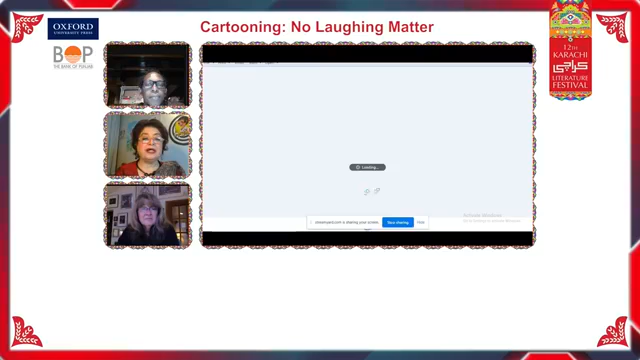 Cartooning: No Laughing Matter
OXFORD
UNIVERSITY PRESS
BOP
THE BANK OF PUNJAB
12TH
KARACHI
کراچی
LITERATURE
FESTIVAL
Loading...
is sharing your screen.
Stop sharing
Hide
Activate Windows